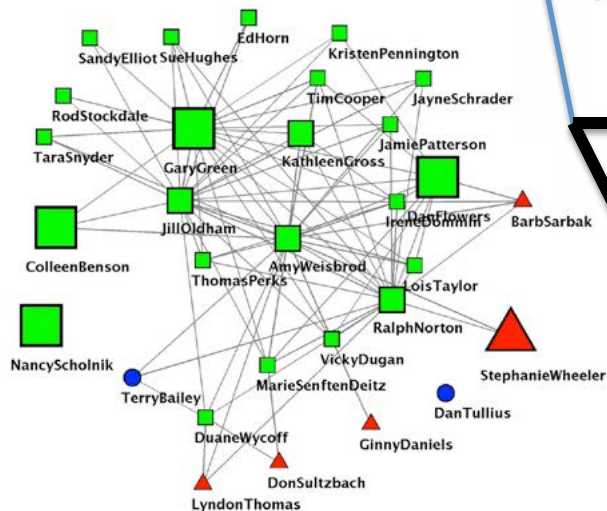 EdHorn
SandyElliot
SueHughes
KristenPennington
TimCooper
JayneSchrader
RodStockdale
TaraSnyder
GaryGreen
KathleenGross
JamiePatterson
JillOldham
DanFlowers
IreneDommin
BarbSarbak
ColleenBenson
AmyWeisbrod
ThomasPerks
LoisTaylor
RalphNorton
NancyScholnik
VickyDugan
StephanieWheeler
MarieSenftenDeitz
TerryBailey
DanTullius
DuaneWycoff
GinnyDaniels
DonSultzbach
LyndonThomas